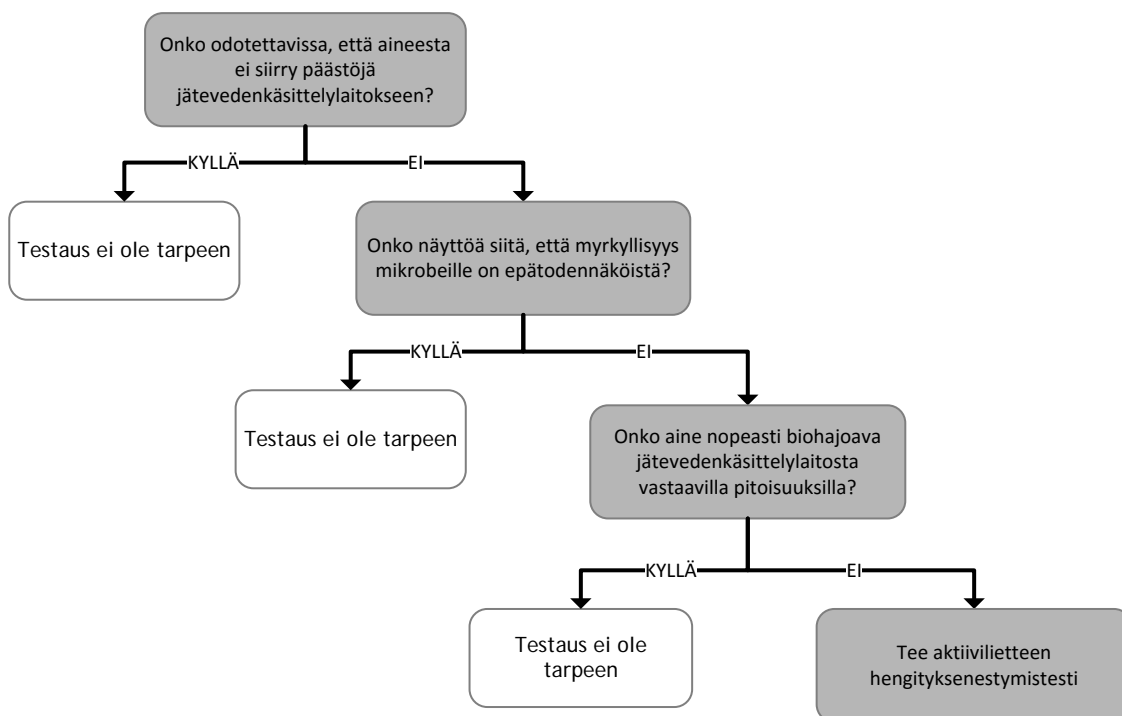 Onko odotettavissa, että aineesta
ei siirry päästöjä
jätevedenkäsittelylaitokseen?
KYLLÄ
EI
Testaus ei ole tarpeen
Onko näyttöä siitä, että myrkyllisyys
mikrobeille on epätodennäköistä?
KYLLÄ
EI
Testaus ei ole tarpeen
Onko aine nopeasti biohajoava
jätevedenkäsittelylaitosta
vastaavilla pitoisuuksilla?
KYLLÄ
EI
Testaus ei ole
tarpeen
Tee aktiivilietteen
hengityksenestymistesti